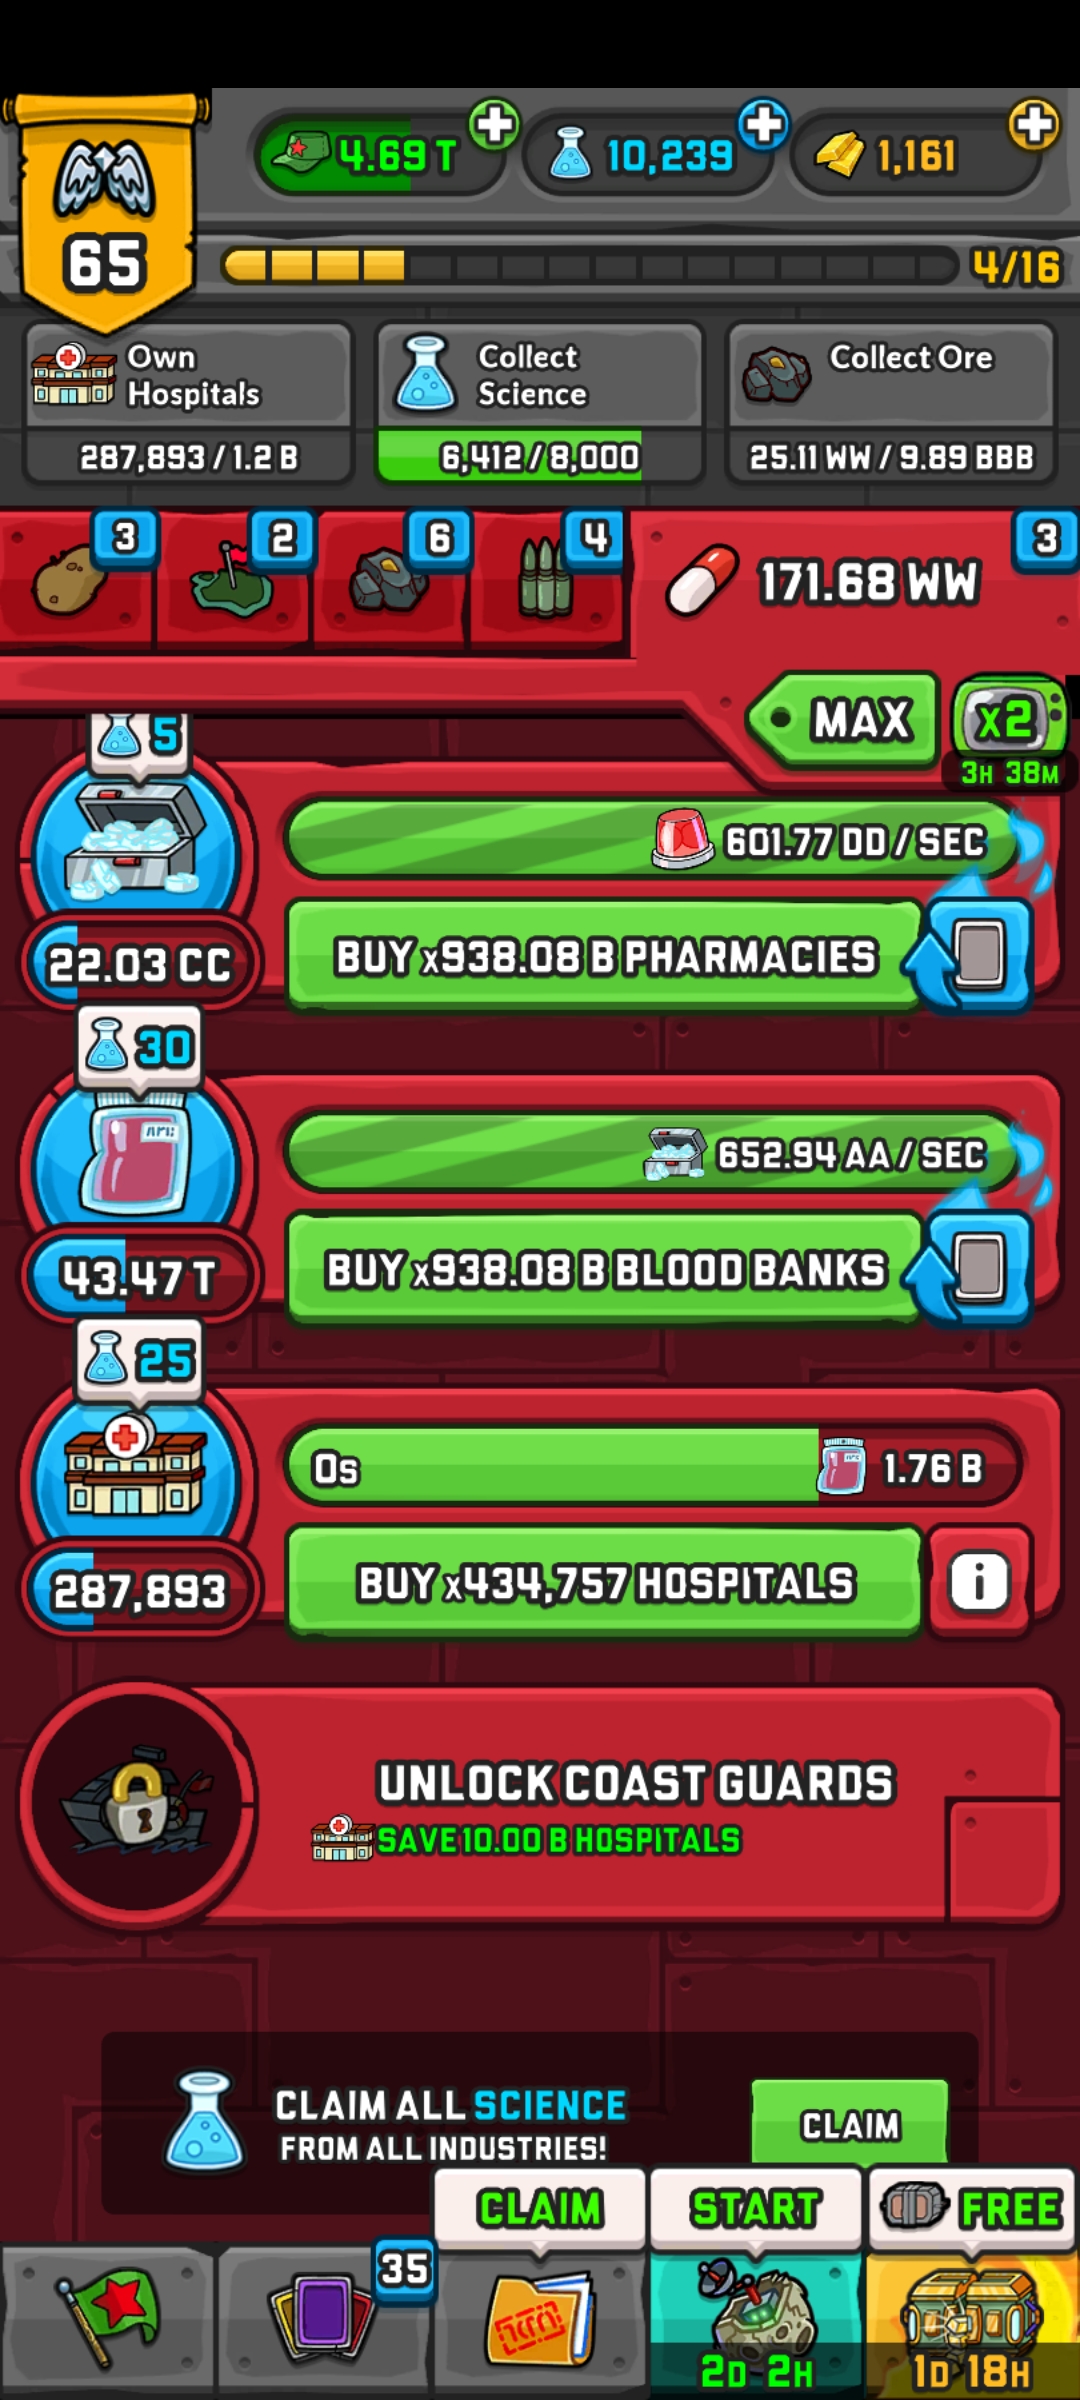 4.69 T
10,239
1,161
65
4/16
Own
Hospitals
287,893 / 1.2 B
Collect
Science
6,412 / 8,000
Collect Ore
25.11 WW / 9.89 BBB
3
2
6
4
171.68 WW
3
MAX
x2
3H 38M
5
601.77 DD / SEC
22.03 CC
BUY x938.08 B PHARMACIES
30
652.94 AA / SEC
43.47 T
BUY x938.08 B BLOOD BANKS
25
0s
1.76 B
287,893
BUY x434,757 HOSPITALS
i
UNLOCK COAST GUARDS
SAVE 10.00 B HOSPITALS
CLAIM ALL SCIENCE
FROM ALL INDUSTRIES!
CLAIM
CLAIM
START
FREE
35
2D 2H
1D 18H